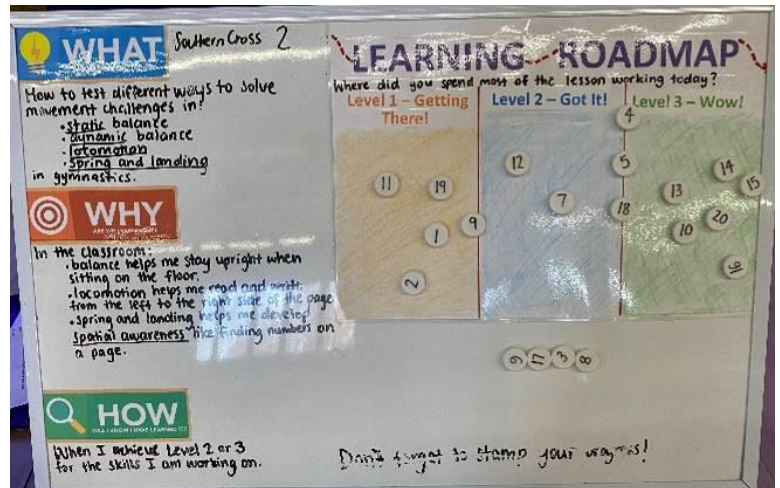 WHAT
Southern Cross 2
How to test different ways to solve
movement challenges in:
• static balance
• dynamic balance
• locomotion
• spring and landing
in gymnastics.
WHY
In the classroom:
• balance helps me stay upright when
sitting on the floor.
• locomotion helps me read and write
from the left to the right side of the page
• spring and landing helps me develop
spatial awareness like finding numbers on
a page.
HOW
When I achieve Level 2 or 3
for the skills I am working on.
LEARNING ROADMAP
Where did you spend most of the lesson working today?
Level 1 – Getting
There!
Level 2 – Got It!
Level 3 – Wow!
4
11
19
1
9
2
12
7
5
18
13
14
15
10
20
16
9
17
3
8
Don't forget to stamp your